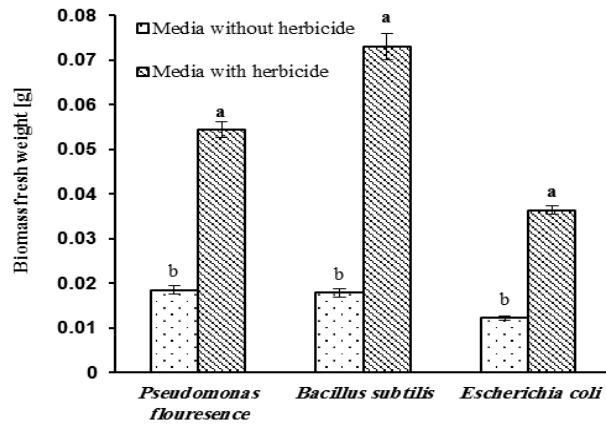 0.08
0.07
0.06
0.05
0.04
0.03
0.02
0.01
0
Biomass fresh weight [g]
Media without herbicide
Media with herbicide
b
a
b
a
b
a
Pseudomonas
flouresence
Bacillus subtilis
Escherichia coli